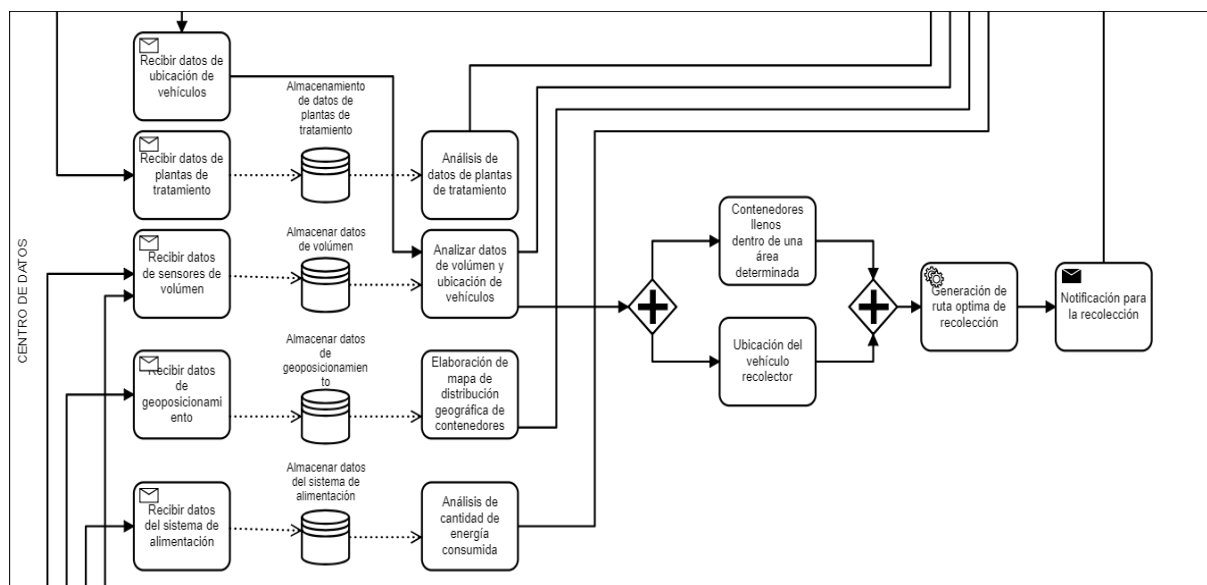 CENTRO DE DATOS
Recibir datos de
ubicación de
vehículos
Almacenamiento
de datos de
plantas de
tratamiento
Recibir datos de
plantas de
tratamiento
Análisis de
datos de plantas
de tratamiento
Recibir datos
de sensores de
volúmen
Almacenar datos
de volúmen
Analizar datos
de volúmen y
ubicación de
vehículos
Contenedores
llenos
dentro de una
área
determinada
Ubicación del
vehículo
recolector
Generación de
ruta optima de
recolección
Notificación para
la recolección
Recibir datos
de
geoposicionami
ento
Almacenar datos
de
geoposicionamie
nto
Elaboración de
mapa de
distribución
geográfica de
contenedores
Recibir datos
del sistema de
alimentación
Almacenar datos
del sistema de
alimentación
Análisis de
cantidad de
energía
consumida